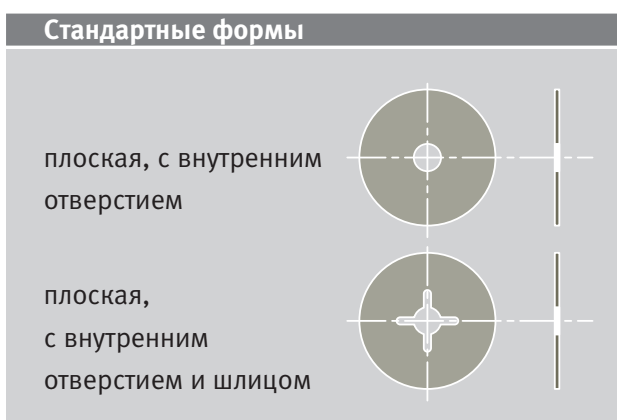 Стандартные формы
плоская, с внутренним
отверстием
плоская,
с внутренним
отверстием и шлицом